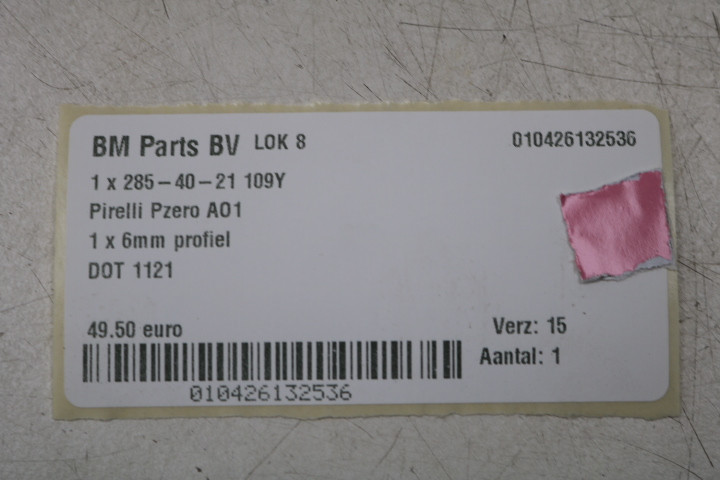 BM Parts BV LOK 8 010426132536
1 x 285-40-21 109Y
Pirelli Pzero AO1
1 x 6mm profiel
DOT 1121
49.50 euro Verz: 15
Aantal: 1
010426132536